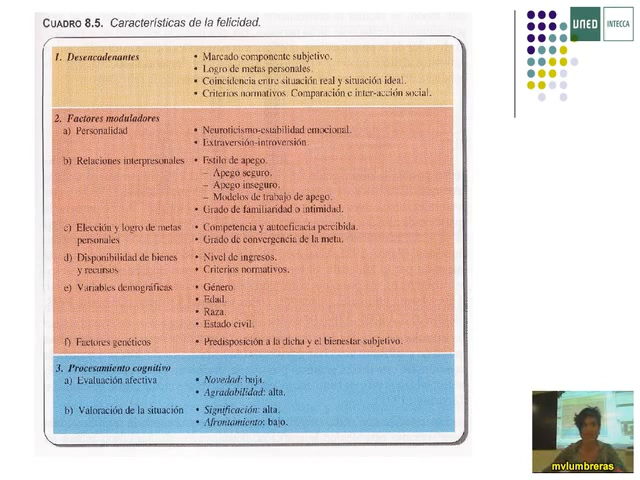 CUADRO 8.5. Características de la felicidad.
1. Desencadenantes
• Marcado componente subjetivo.
• Logro de metas personales.
• Coincidencia entre situación real y situación ideal.
• Criterios normativos. Comparación e inter-acción social.
2. Factores moduladores
a) Personalidad
• Neuroticismo-estabilidad emocional.
• Extraversión-introversión
b) Relaciones interpresonales
• Estilo de apego.
– Apego seguro.
– Apego inseguro.
– Modelos de trabajo de apego.
• Grado de familiaridad o intimidad.
c) Elección y logro de metas
personales
• Competencia y autoeficacia percibida.
• Grado de convergencia de la meta.
d) Disponibilidad de bienes
y recursos
• Nivel de ingresos.
• Criterios normativos.
e) Variables demográficas
• Género.
• Edad.
• Raza.
• Estado civil.
f) Factores genéticos
• Predisposición a la dicha y el bienestar subjetivo.
3. Procesamiento cognitivo
a) Evaluación afectiva
• Novedad: baja.
• Agradabilidad: alta.
b) Valoración de la situación
• Significación: alta.
• Afrontamiento: bajo.
UNED
INTECCA
mvlumbreras